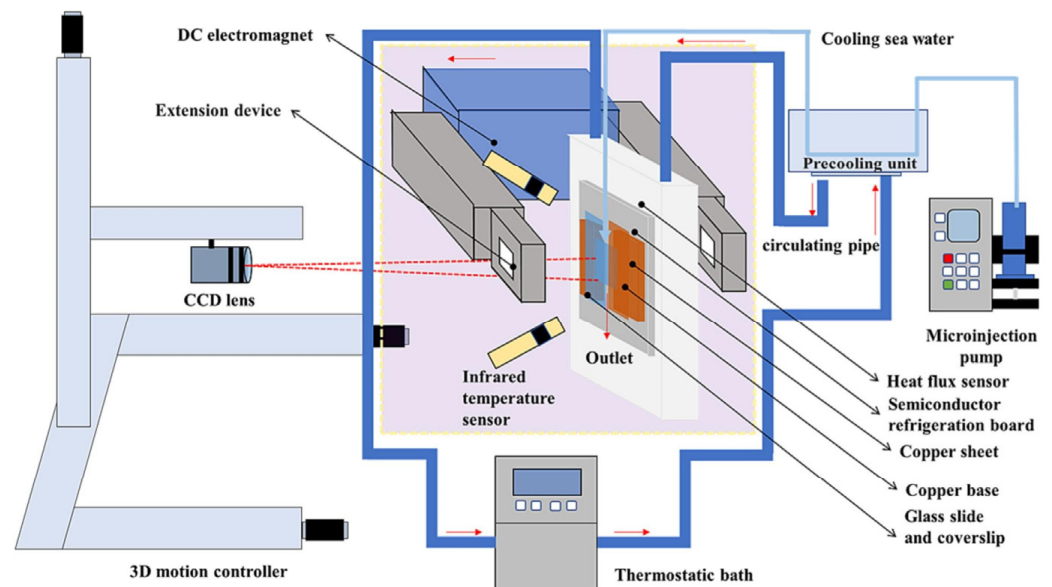 DC electromagnet
Cooling sea water
Extension device
Precooling unit
circulating pipe
CCD lens
Microinjection
pump
Outlet
Infrared
temperature
sensor
Heat flux sensor
Semiconductor
refrigeration board
Copper sheet
Copper base
Glass slide
and coverslip
3D motion controller
Thermostatic bath